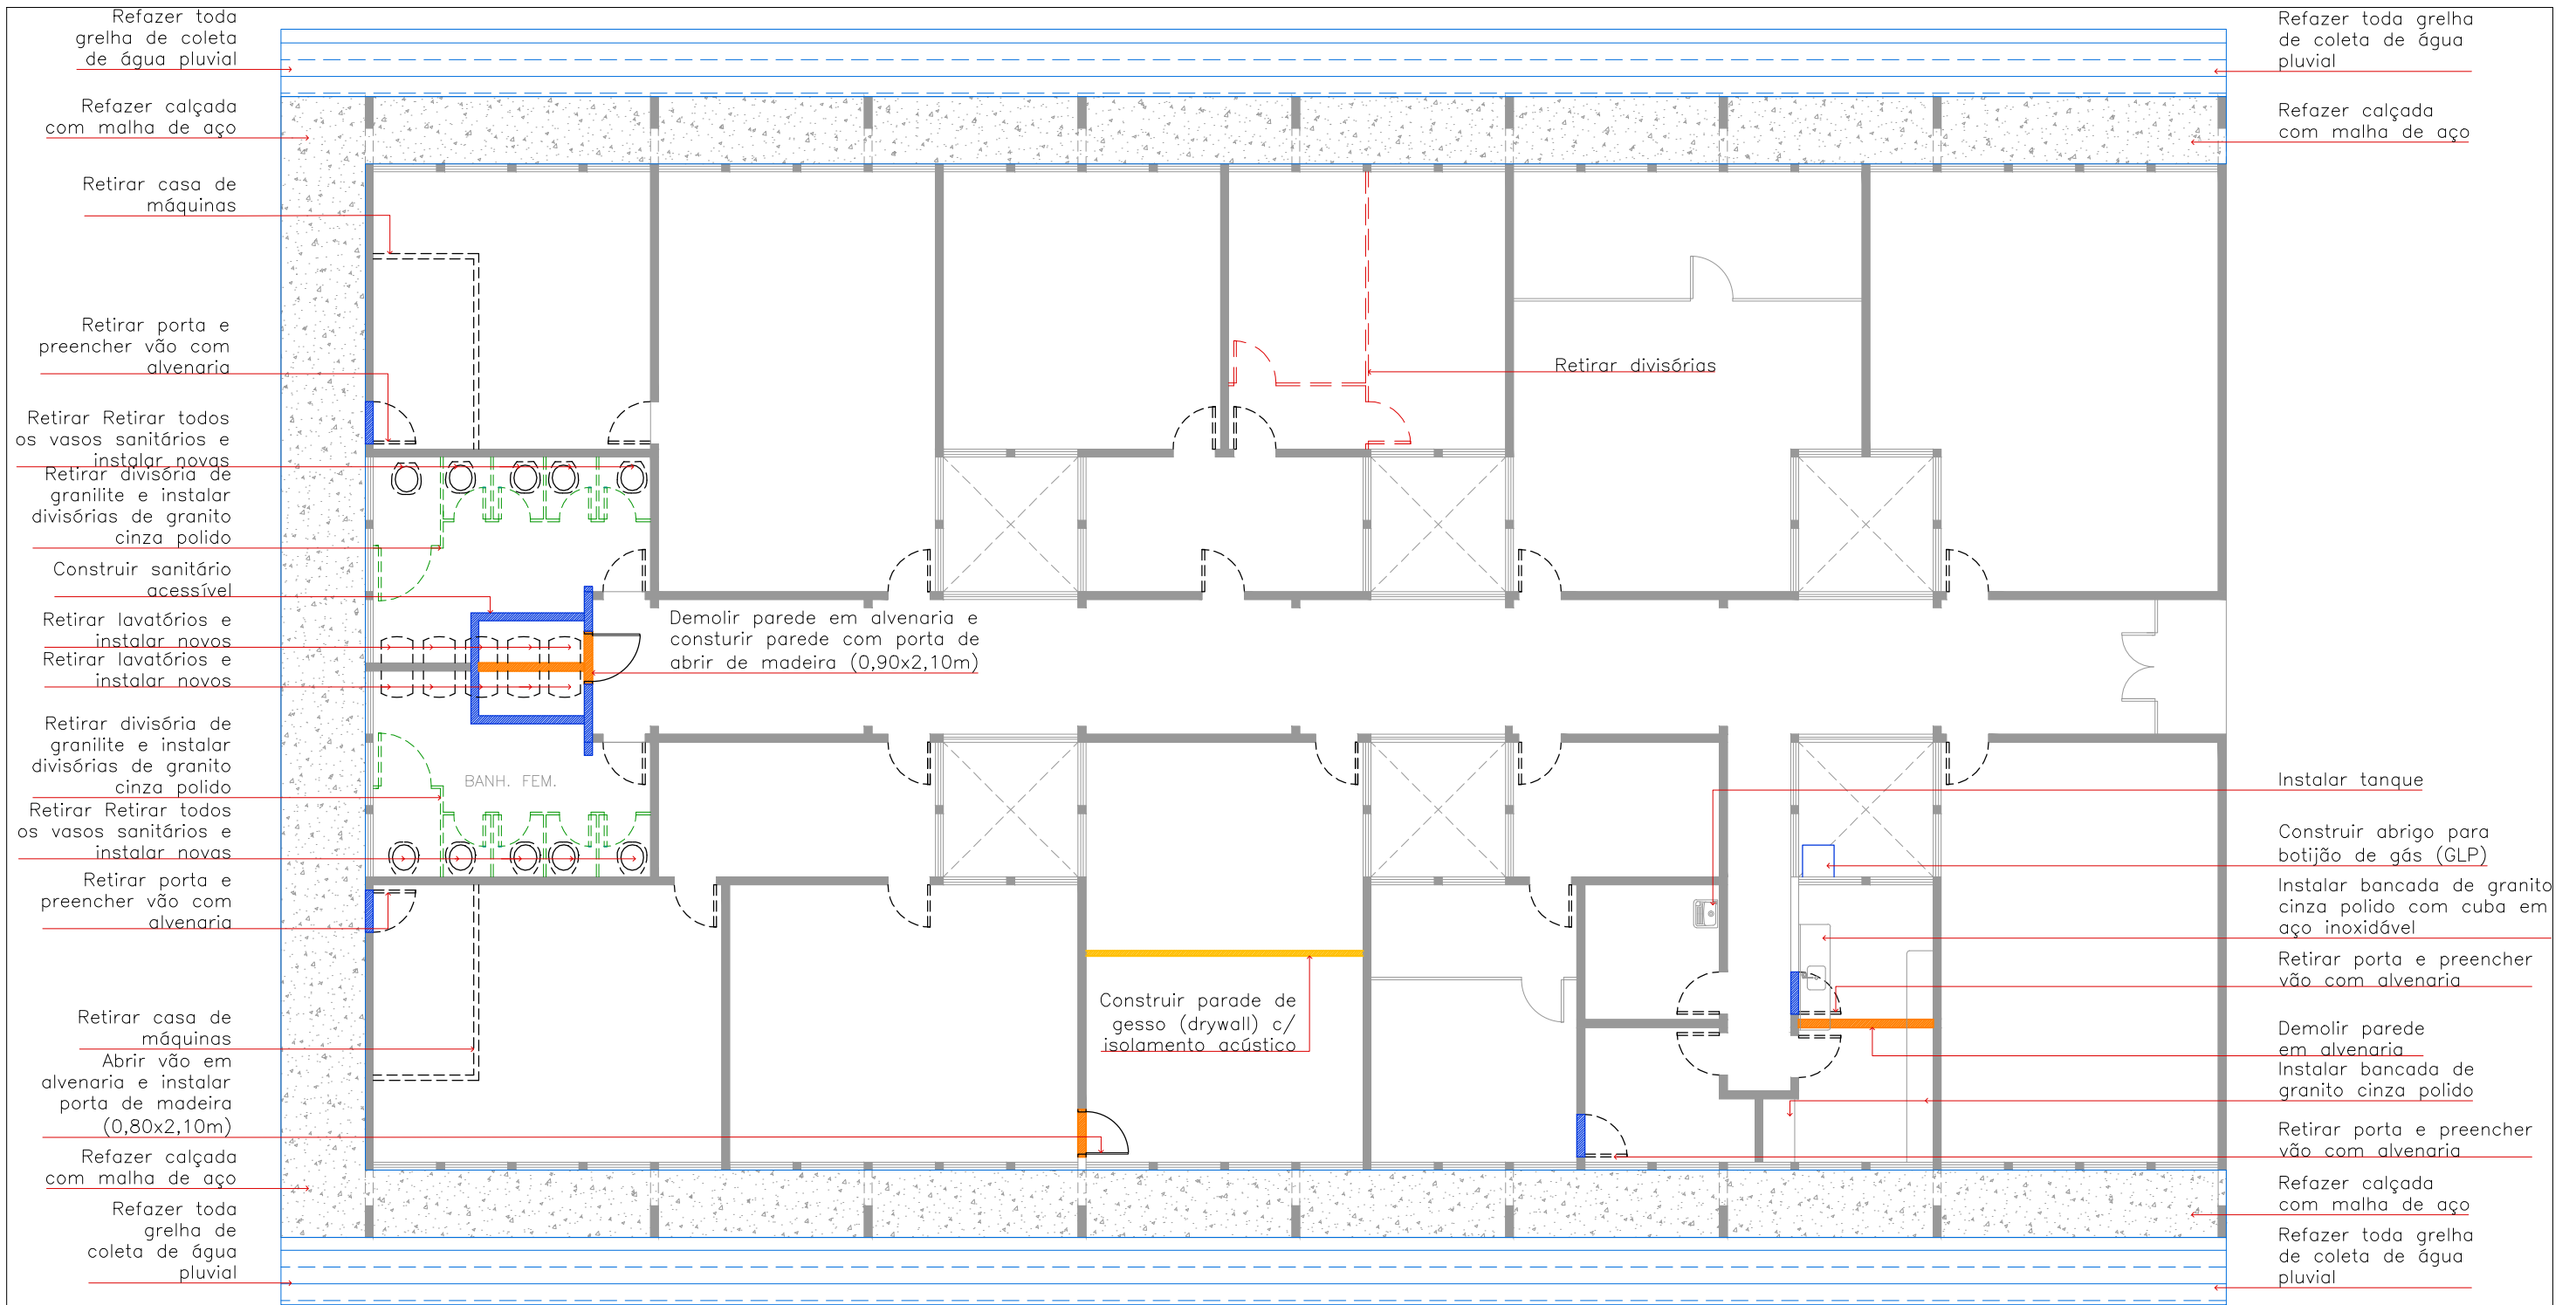 Refazer toda
grelha de coleta
de água pluvial
Refazer calçada
com malha de aço
Retirar casa de
máquinas
Retirar porta e
preencher vão com
alvenaria
Retirar Retirar todos
os vasos sanitários e
instalar novas
Retirar divisória de
granilite e instalar
divisórias de granito
cinza polido
Construir sanitário
acessível
Retirar lavatórios e
instalar novos
Retirar lavatórios e
instalar novos
Retirar divisória de
granilite e instalar
divisórias de granito
cinza polido
Retirar Retirar todos
os vasos sanitários e
instalar novas
Retirar porta e
preencher vão com
alvenaria
Retirar casa de
máquinas
Abrir vão em
alvenaria e instalar
porta de madeira
(0,80x2,10m)
Refazer calçada
com malha de aço
Refazer toda
grelha de
coleta de água
pluvial
Demolir parede em alvenaria e
consturir parede com porta de
abrir de madeira (0,90x2,10m)
BANH. FEM.
Construir parade de
gesso (drywall) c/
isolamento acústico
Retirar divisórias
Refazer toda grelha
de coleta de água
pluvial
Refazer calçada
com malha de aço
Instalar tanque
Construir abrigo para
botijão de gás (GLP)
Instalar bancada de granito
cinza polido com cuba em
aço inoxidável
Retirar porta e preencher
vão com alvenaria
Demolir parede
em alvenaria
Instalar bancada de
granito cinza polido
Retirar porta e preencher
vão com alvenaria
Refazer calçada
com malha de aço
Refazer toda grelha
de coleta de água
pluvial